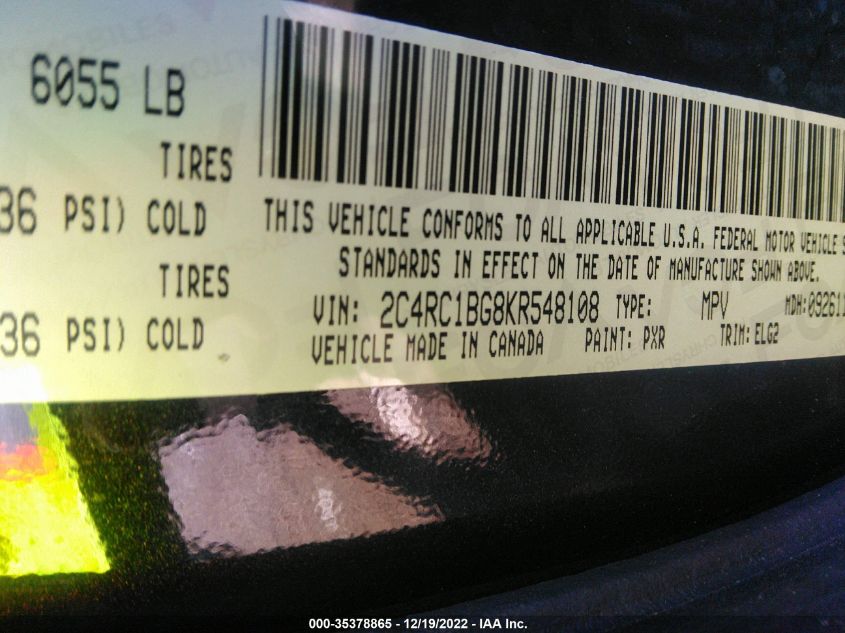 6055 LB
TIRES
36 PSI) COLD
TIRES
36 PSI) COLD
THIS VEHICLE CONFORMS TO ALL APPLICABLE U.S.A. FEDERAL MOTOR VEHICLE S
STANDARDS IN EFFECT ON THE DATE OF MANUFACTURE SHOWN ABOVE.
VIN: 2C4RC1BG8KR548108 TYPE: MPV MDH:09261
VEHICLE MADE IN CANADA PAINT: PXR TRIM: ELG2
000-35378865 - 12/19/2022 - IAA Inc.